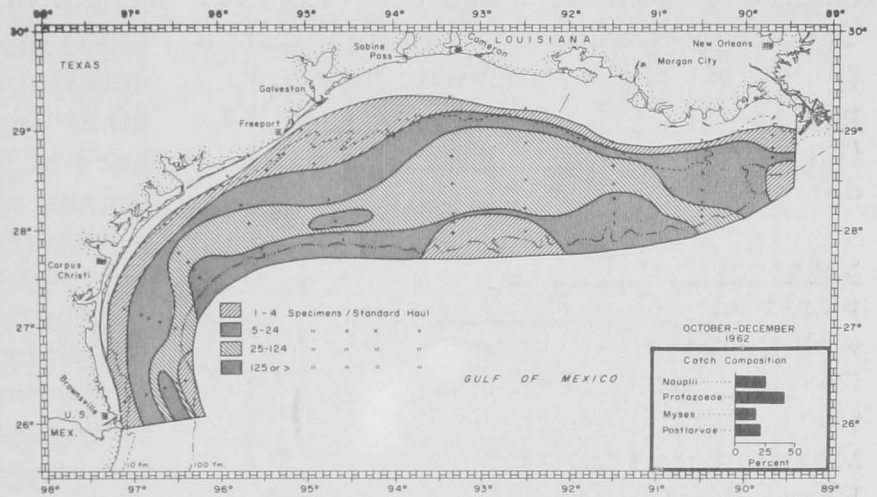 98° 97° 96° 95° 94° 93° 92° 91° 90° 89°
30° 30°
LOUISIANA
TEXAS
Sabine Pass
Cameron
New Orleans
Morgan City
Galveston
Freeport
29° 29°
28° 28°
Corpus Christi
27° 27°
1-4 Specimens / Standard Haul
5-24 " " " "
25-124 " " " "
125 or > " " " "
OCTOBER-DECEMBER
1962
GULF OF MEXICO
Catch Composition
Nauplii
Protozoeae
Myses
Postlarvae
0 25 50
Percent
Brownsville
U. S.
MEX.
26° 26°
10 fm. 100 fm.
98° 97° 96° 95° 94° 93° 92° 91° 90° 89°